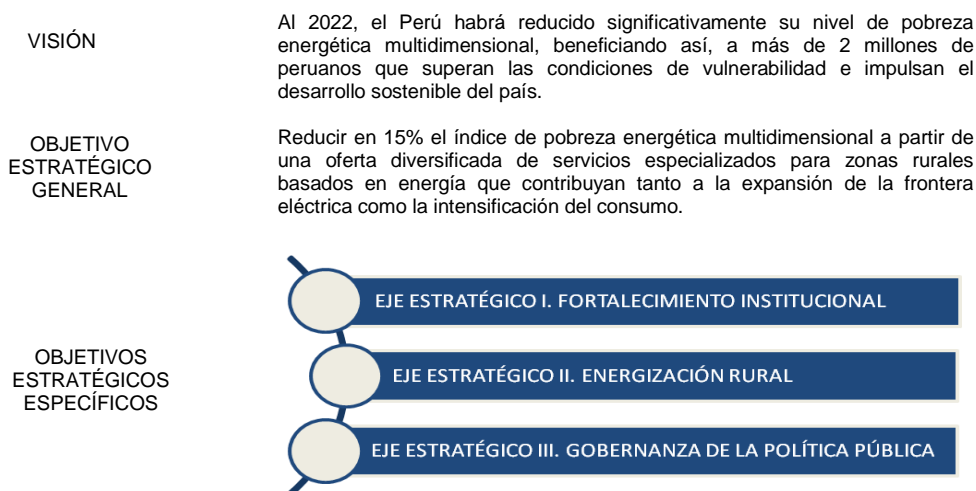 VISIÓN
Al 2022, el Perú habrá reducido significativamente su nivel de pobreza
energética multidimensional, beneficiando así, a más de 2 millones de
peruanos que superan las condiciones de vulnerabilidad e impulsan el
desarrollo sostenible del país.
OBJETIVO
ESTRATÉGICO
GENERAL
Reducir en 15% el índice de pobreza energética multidimensional a partir de
una oferta diversificada de servicios especializados para zonas rurales
basados en energía que contribuyan tanto a la expansión de la frontera
eléctrica como la intensificación del consumo.
OBJETIVOS
ESTRATÉGICOS
ESPECÍFICOS
EJE ESTRATÉGICO I. FORTALECIMIENTO INSTITUCIONAL
EJE ESTRATÉGICO II. ENERGIZACIÓN RURAL
EJE ESTRATÉGICO III. GOBERNANZA DE LA POLÍTICA PÚBLICA